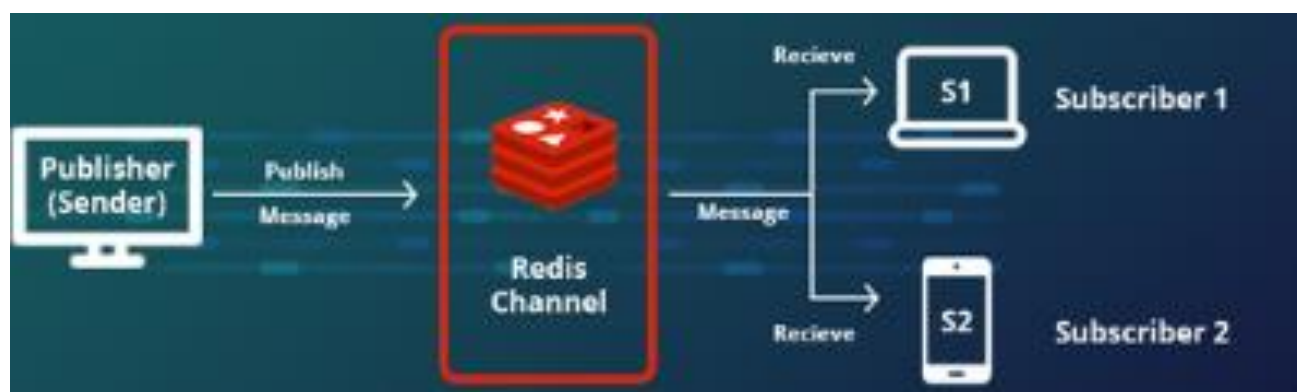 Publisher
(Sender)
Publish
Message
Redis
Channel
Message
Recieve
S1
Subscriber 1
Recieve
S2
Subscriber 2